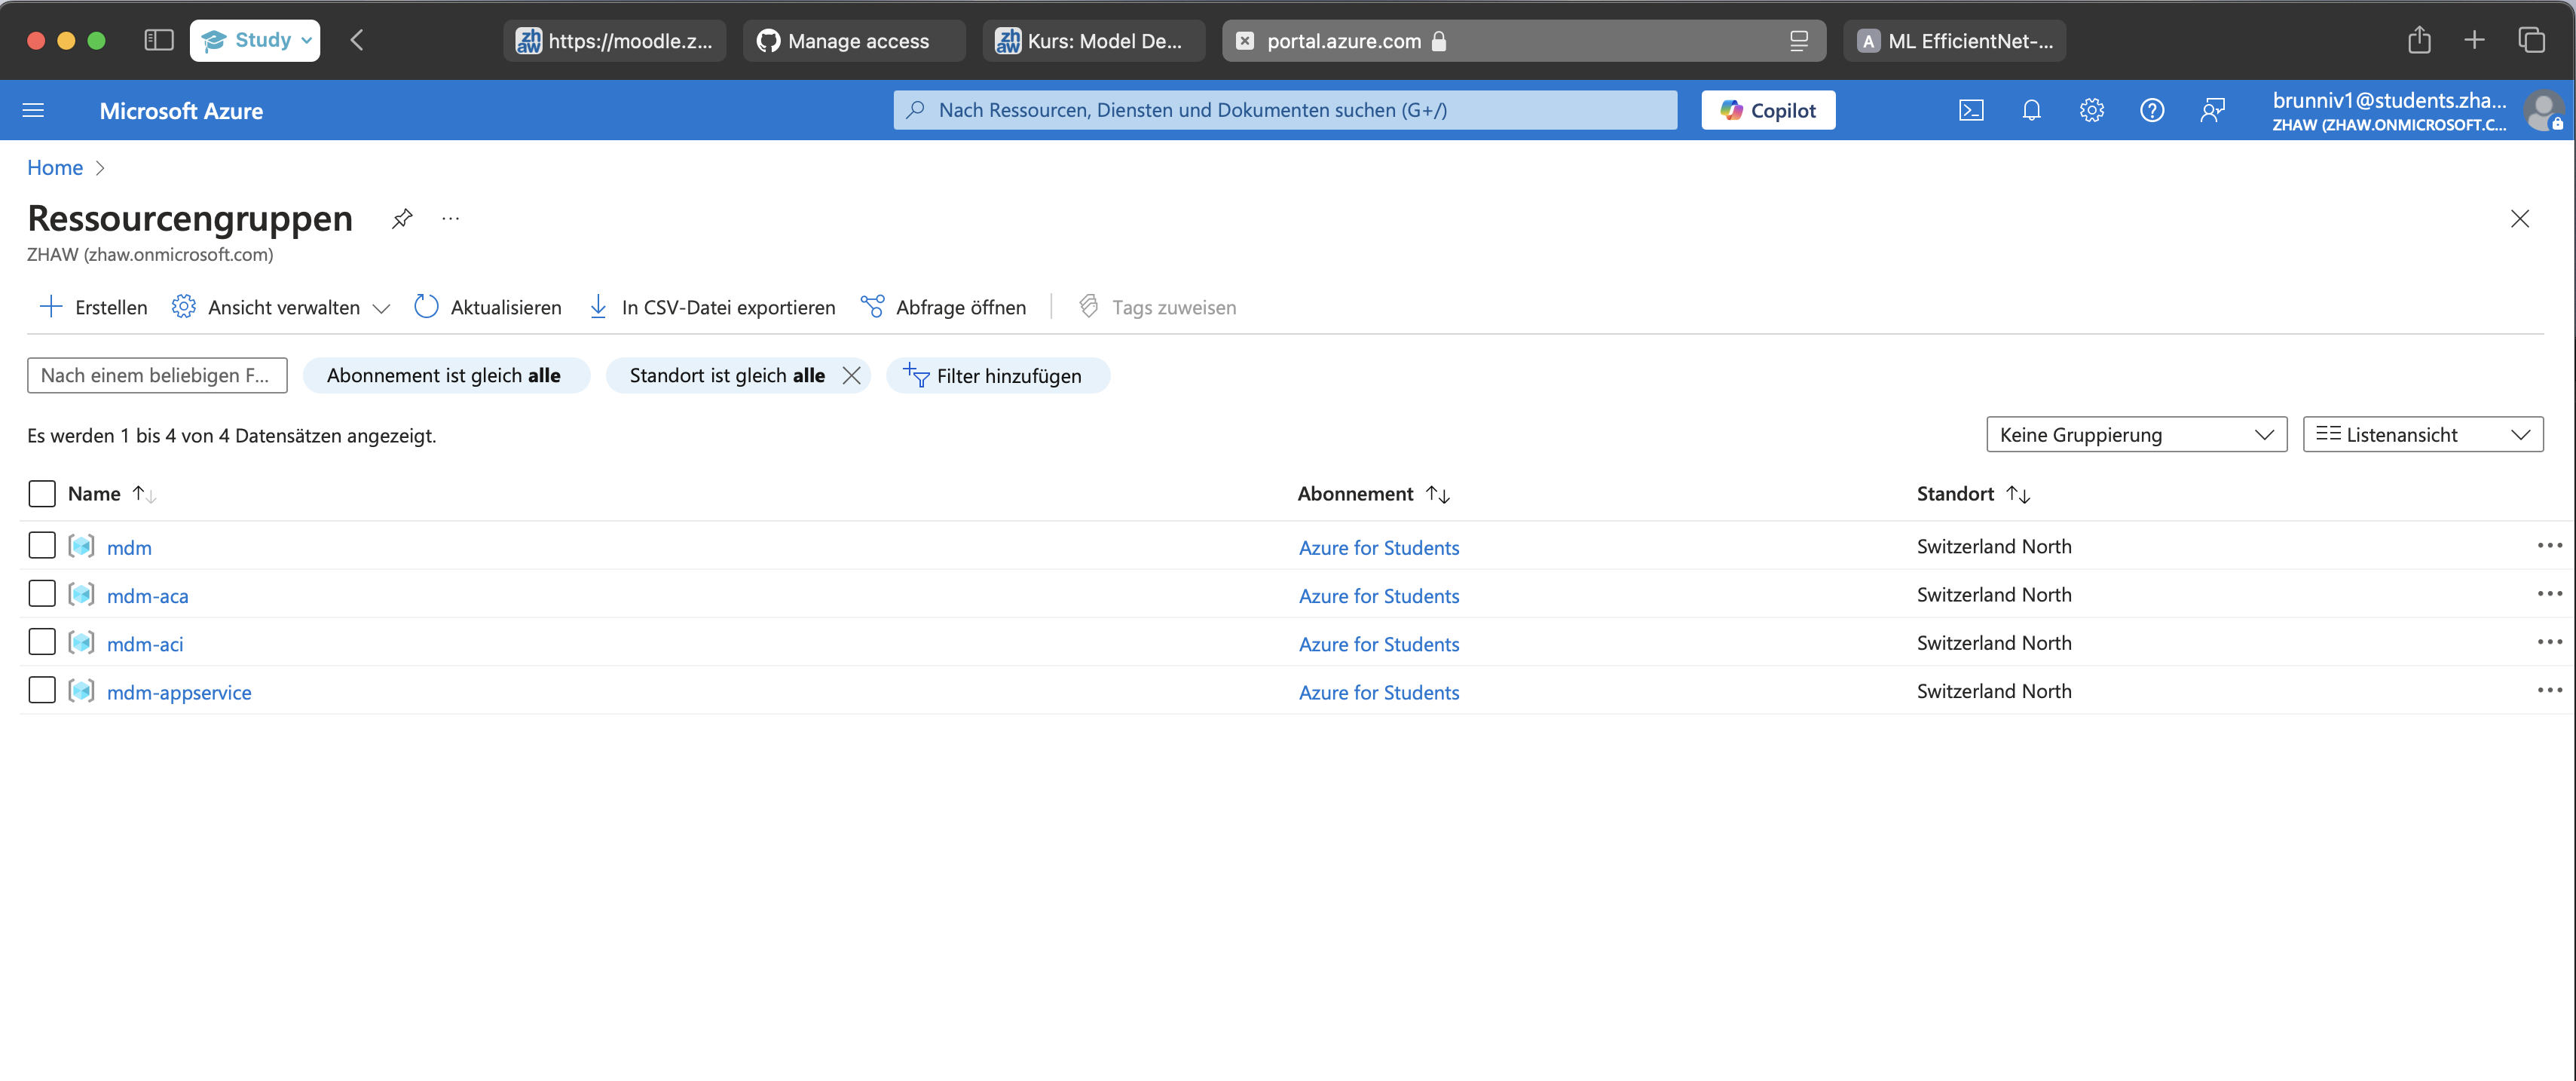 Study
https://moodle.z...
Manage access
Kurs: Model De...
portal.azure.com
A
ML EfficientNet-...
Microsoft Azure
Nach Ressourcen, Diensten und Dokumenten suchen (G+/)
Copilot
brunniv1@students.zha...
ZHAW (ZHAW.ONMICROSOFT.C...
Home
Ressourcengruppen
ZHAW (zhaw.onmicrosoft.com)
Erstellen
Ansicht verwalten
Aktualisieren
In CSV-Datei exportieren
Abfrage öffnen
Tags zuweisen
Nach einem beliebigen F...
Abonnement ist gleich alle
Standort ist gleich alle
Filter hinzufügen
Es werden 1 bis 4 von 4 Datensätzen angezeigt.
Keine Gruppierung
Listenansicht
Name Abonnement Standort
mdm Azure for Students Switzerland North
mdm-aca Azure for Students Switzerland North
mdm-aci Azure for Students Switzerland North
mdm-appservice Azure for Students Switzerland North